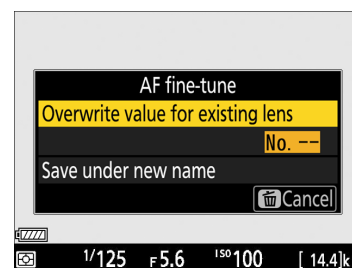 AF fine-tune
Overwrite value for existing lens
No. --
Save under new name
Cancel
1/125 F5.6 ISO100 [ 14.4]k